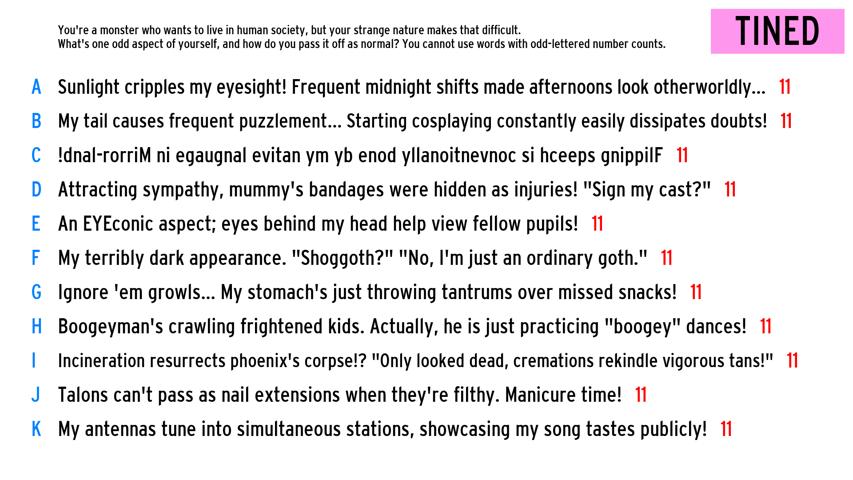 You're a monster who wants to live in human society, but your strange nature makes that difficult.
What's one odd aspect of yourself, and how do you pass it off as normal? You cannot use words with odd-lettered number counts.
TINED
A Sunlight cripples my eyesight! Frequent midnight shifts made afternoons look otherworldly... 11
B My tail causes frequent puzzlement... Starting cosplaying constantly easily dissipates doubts! 11
C !dnal-rorriM ni egaugnal evitan ym yb enod yllanoitnevnoc si hceeps gnippilF 11
D Attracting sympathy, mummy's bandages were hidden as injuries! "Sign my cast?" 11
E An EYEconic aspect; eyes behind my head help view fellow pupils! 11
F My terribly dark appearance. "Shoggoth?" "No, I'm just an ordinary goth." 11
G Ignore 'em growls... My stomach's just throwing tantrums over missed snacks! 11
H Boogeyman's crawling frightened kids. Actually, he is just practicing "boogey" dances! 11
I Incineration resurrects phoenix's corpse!? "Only looked dead, cremations rekindle vigorous tans!" 11
J Talons can't pass as nail extensions when they're filthy. Manicure time! 11
K My antennas tune into simultaneous stations, showcasing my song tastes publicly! 11